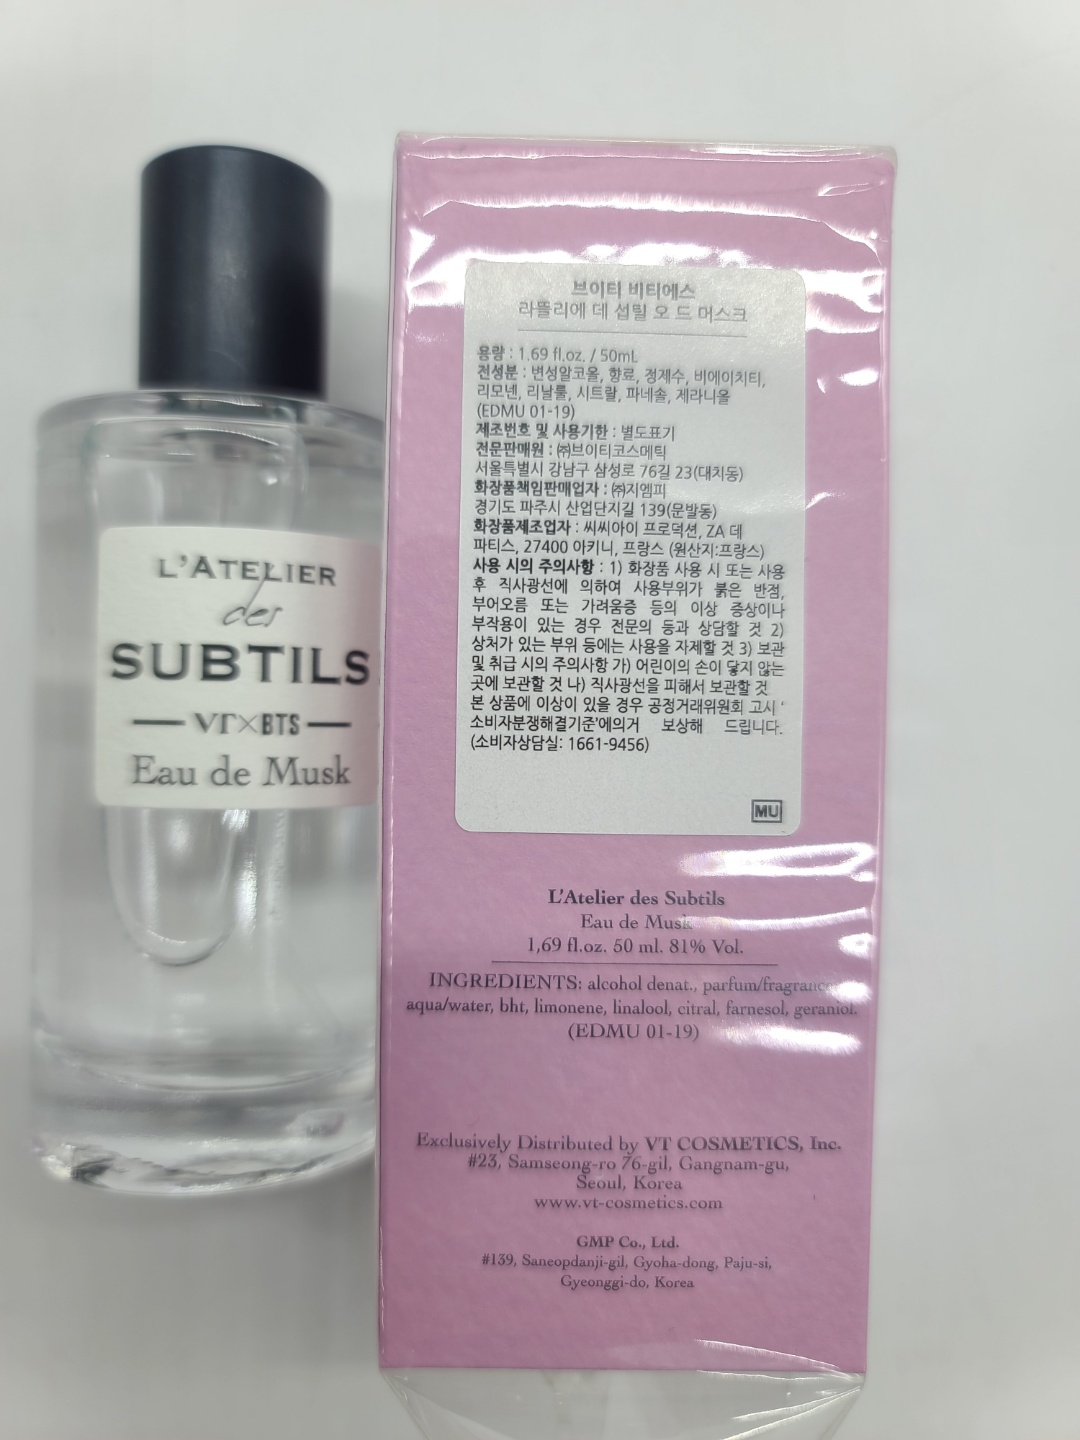 L'ATELIER
des
SUBTILS
VT×BTS
Eau de Musk
브이티 비티에스
라뜰리에 데 섭틸 오 드 머스크
용량 : 1.69 fl.oz. / 50mL
전성분 : 변성알코올, 향료, 정제수, 비에이치티,
리모넨, 리날룰, 시트랄, 파네솔, 제라니올
(EDMU 01-19)
제조번호 및 사용기한 : 별도표기
전문판매원 : ㈜브이티코스메틱
서울특별시 강남구 삼성로 76길 23(대치동)
화장품책임판매업자 : ㈜지엠피
경기도 파주시 산업단지길 139(문발동)
화장품제조업자 : 씨씨아이 프로덕션, ZA 데
파티스, 27400 아키니, 프랑스 (원산지:프랑스)
사용 시의 주의사항 : 1) 화장품 사용 시 또는 사용
후 직사광선에 의하여 사용부위가 붉은 반점,
부어오름 또는 가려움증 등의 이상 증상이나
부작용이 있는 경우 전문의 등과 상담할 것 2)
상처가 있는 부위 등에는 사용을 자제할 것 3) 보관
및 취급 시의 주의사항 가) 어린이의 손이 닿지 않는
곳에 보관할 것 나) 직사광선을 피해서 보관할 것
본 상품에 이상이 있을 경우 공정거래위원회 고시 '
소비자분쟁해결기준'에의거 보상해 드립니다.
(소비자상담실: 1661-9456)
MU
L'Atelier des Subtils
Eau de Musk
1,69 fl.oz. 50 ml. 81% Vol.
INGREDIENTS: alcohol denat., parfum/fragrance,
aqua/water, bht, limonene, linalool, citral, farnesol, geraniol.
(EDMU 01-19)
Exclusively Distributed by VT COSMETICS, Inc.
#23, Samseong-ro 76-gil, Gangnam-gu,
Seoul, Korea
www.vt-cosmetics.com
GMP Co., Ltd.
#139, Saneopdanji-gil, Gyoha-dong, Paju-si,
Gyeonggi-do, Korea